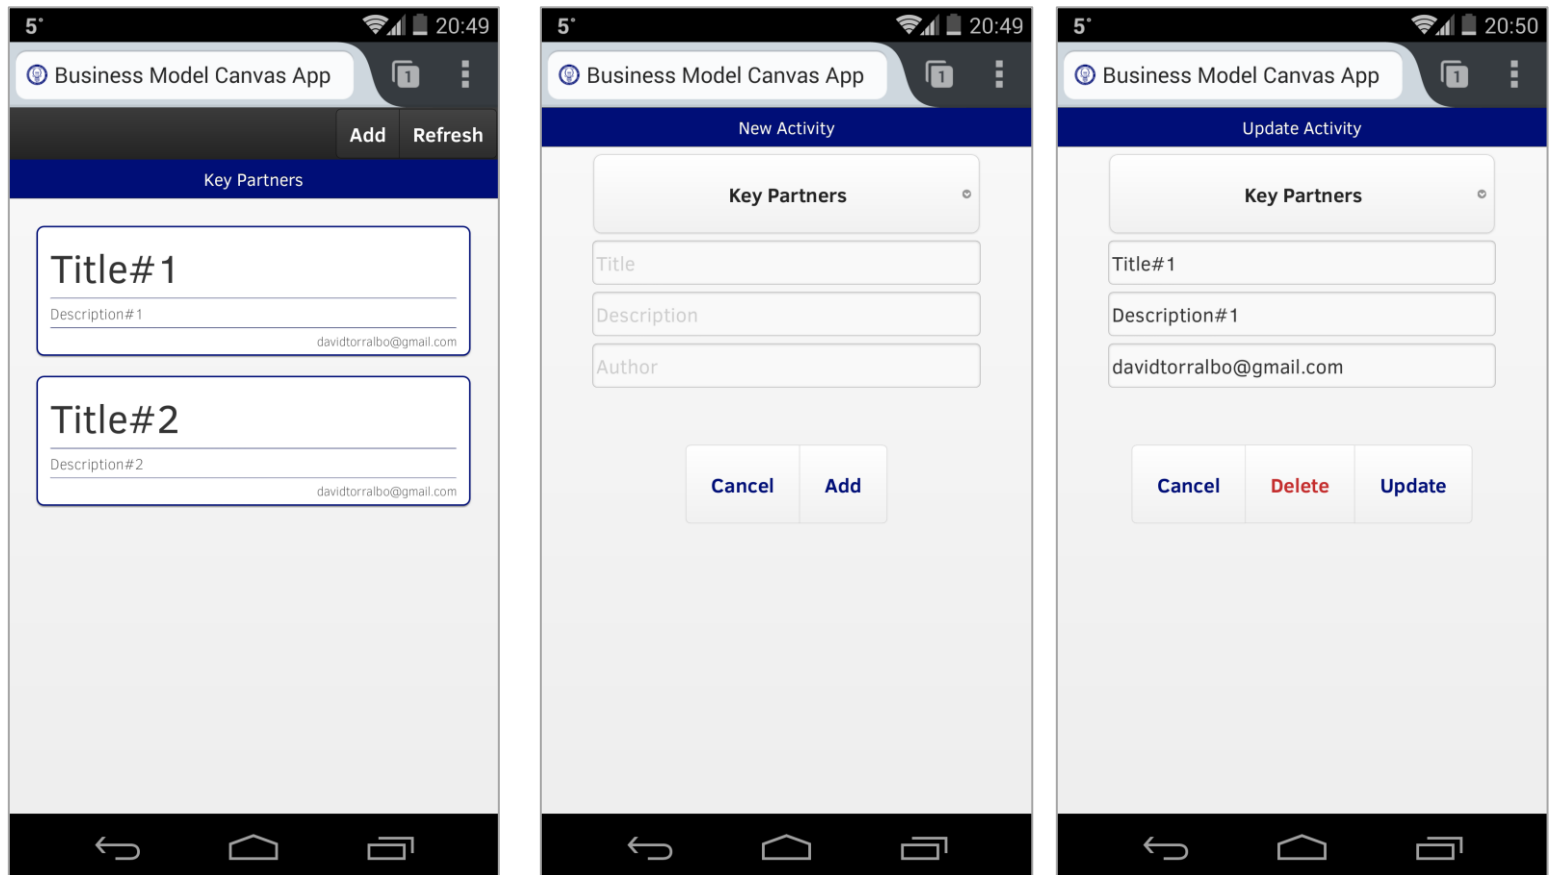 5°
20:49
Business Model Canvas App
1
Add
Refresh
Key Partners
Title#1
Description#1
davidtorralbo@gmail.com
Title#2
Description#2
davidtorralbo@gmail.com
5°
20:49
Business Model Canvas App
1
New Activity
Key Partners
Title
Description
Author
Cancel
Add
5°
20:50
Business Model Canvas App
1
Update Activity
Key Partners
Title#1
Description#1
davidtorralbo@gmail.com
Cancel
Delete
Update